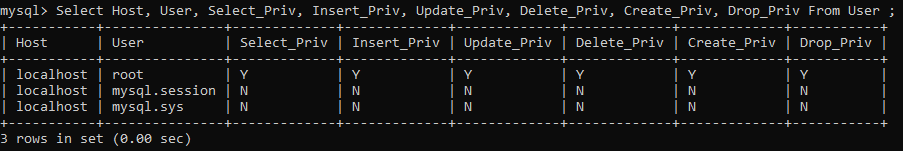 mysql> Select Host, User, Select_Priv, Insert_Priv, Update_Priv, Delete_Priv, Create_Priv, Drop_Priv From User ;
+-----------+---------------+-------------+-------------+-------------+-------------+-------------+-----------+
| Host      | User          | Select_Priv | Insert_Priv | Update_Priv | Delete_Priv | Create_Priv | Drop_Priv |
+-----------+---------------+-------------+-------------+-------------+-------------+-------------+-----------+
| localhost | root          | Y           | Y           | Y           | Y           | Y           | Y         |
| localhost | mysql.session | N           | N           | N           | N           | N           | N         |
| localhost | mysql.sys     | N           | N           | N           | N           | N           | N         |
+-----------+---------------+-------------+-------------+-------------+-------------+-------------+-----------+
3 rows in set (0.00 sec)